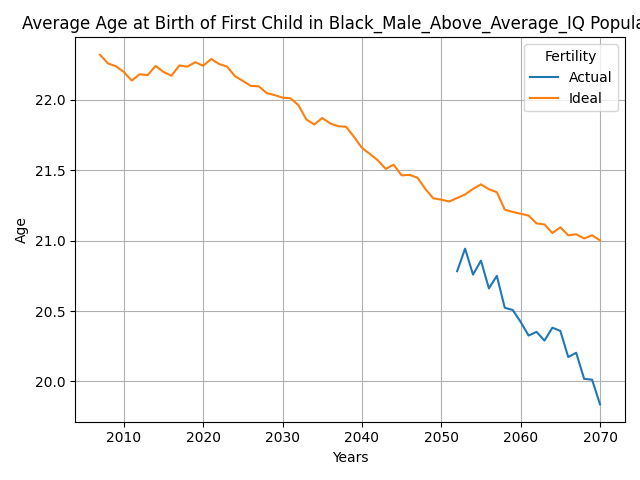 Average Age at Birth of First Child in Black_Male_Above_Average_IQ Popula
Fertility
Actual
Ideal
22.0
21.5
21.0
20.5
20.0
Age
2010 2020 2030 2040 2050 2060 2070
Years